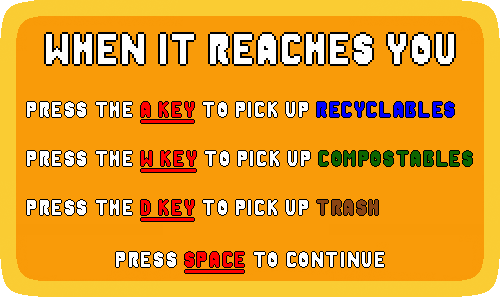 WHEN IT REACHES YOU
PRESS THE A KEY TO PICK UP RECYCLABLES
PRESS THE W KEY TO PICK UP COMPOSTABLES
PRESS THE D KEY TO PICK UP TRASH
PRESS SPACE TO CONTINUE